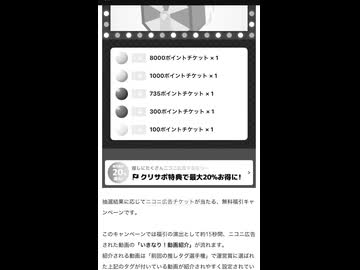 8000ポイントチケット × 1
1000ポイントチケット × 1
735ポイントチケット × 1
300ポイントチケット × 1
100ポイントチケット × 1
クリサポ特典で最大20%お得に!
抽選結果に応じてニコニ広告チケットが当たる、無料福引キャ
ンペーンです。
このキャンペーンでは福引の演出として約15秒間、ニコニ広告
された動画の「いきなり!動画紹介」が流れます。
紹介される動画は「前回の推しタグ選手権」で運営賞に選ばれ
た上記のタグが付いている動画が紹介されやすく設定されてい